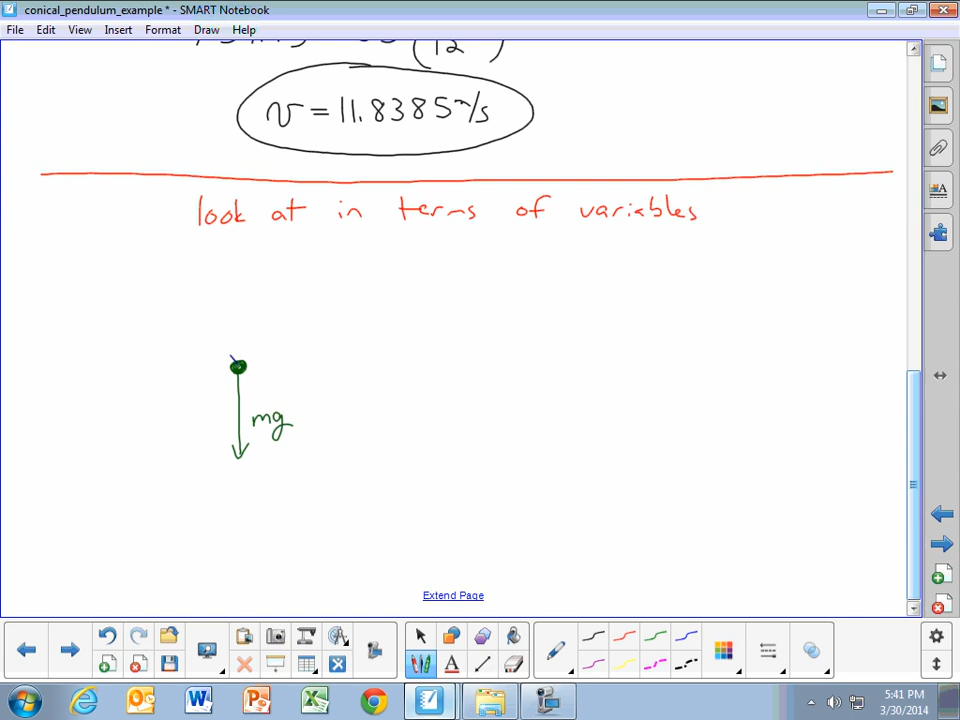 conical_pendulum_example * - SMART Notebook
File Edit View Insert Format Draw Help
12
v = 11.8385 m/s
look at in terms of variables
mg
Extend Page
A
5:41 PM
3/30/2014